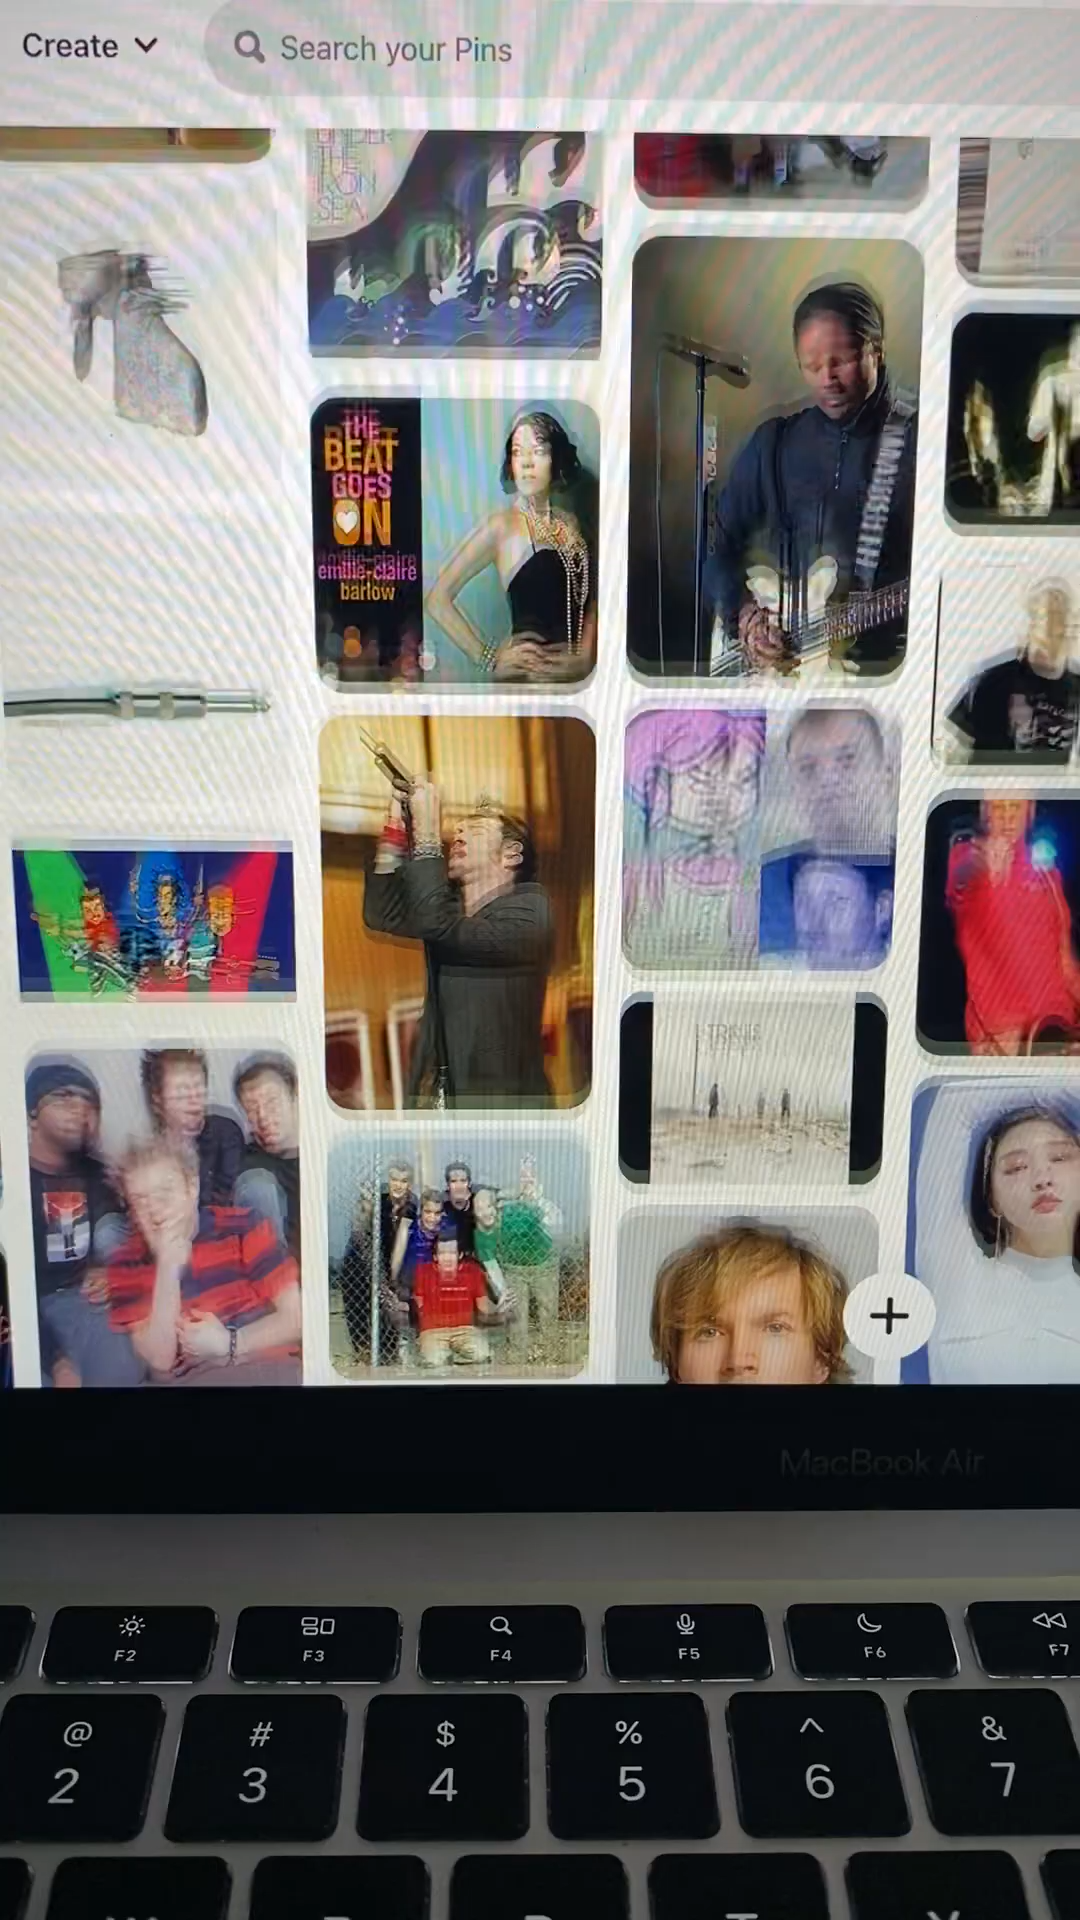 Create
Search your Pins
UNDER
THE
IRON
SEA
THE
BEAT
GOES
ON
emilie-claire
barlow
MacBook Air
F2
F3
F4
F5
F6
F7
@
2
#
3
$
4
%
5
^
6
&
7